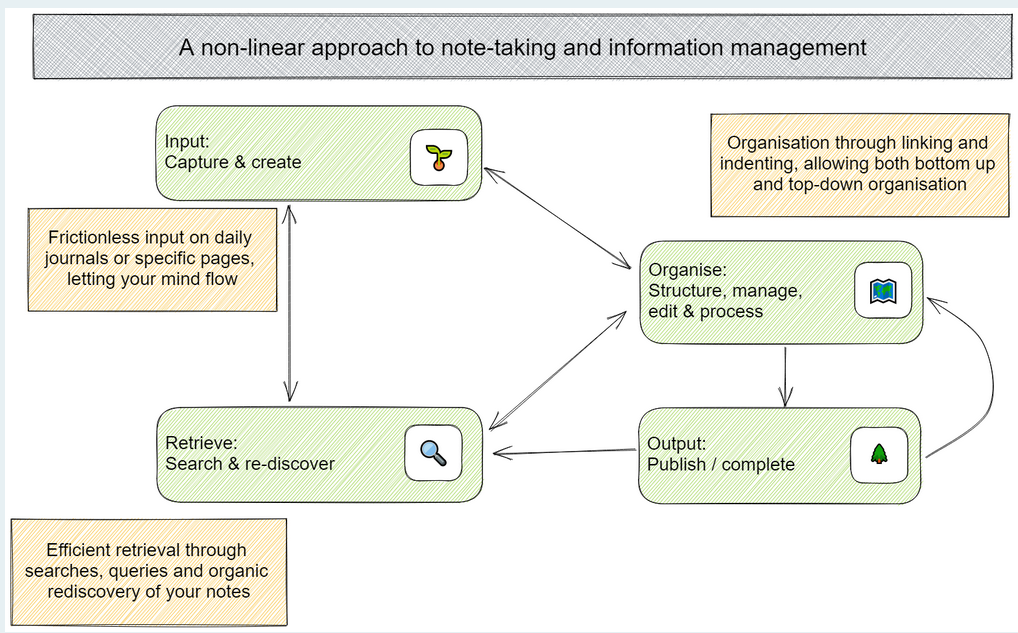 A non-linear approach to note-taking and information management
Input:
Capture & create
Organisation through linking and
indenting, allowing both bottom up
and top-down organisation
Frictionless input on daily
journals or specific pages,
letting your mind flow
Organise:
Structure, manage,
edit & process
Retrieve:
Search & re-discover
Output:
Publish / complete
Efficient retrieval through
searches, queries and organic
rediscovery of your notes